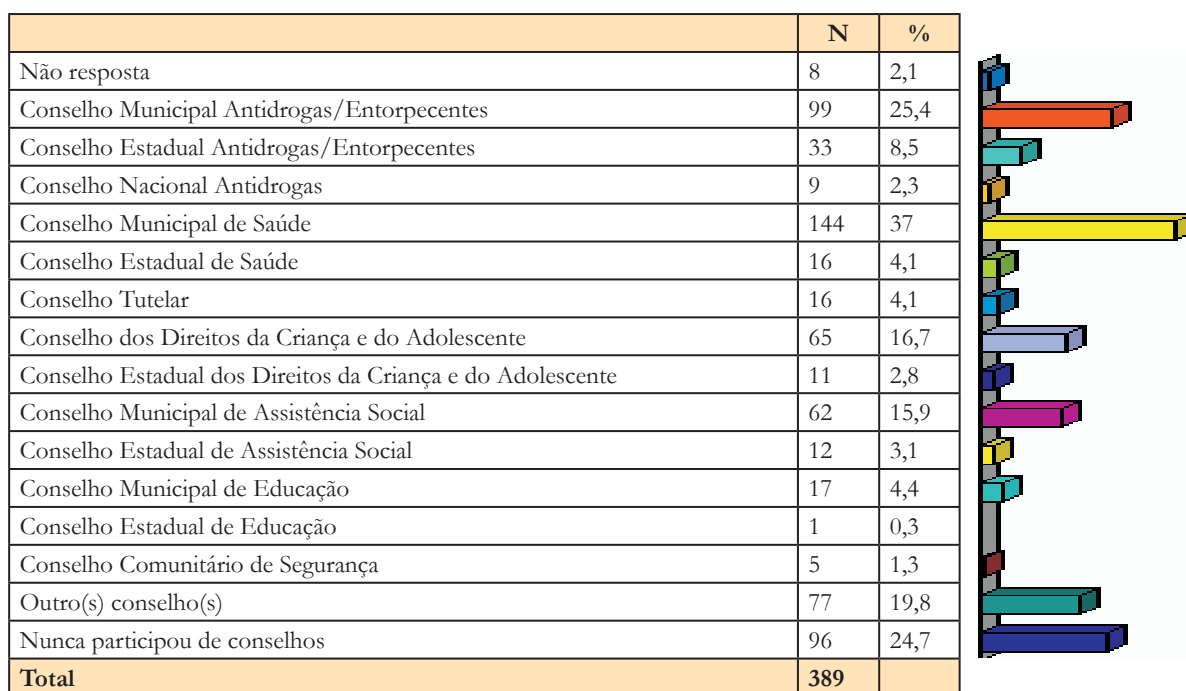 N %
Não resposta 8 2,1
Conselho Municipal Antidrogas/Entorpecentes 99 25,4
Conselho Estadual Antidrogas/Entorpecentes 33 8,5
Conselho Nacional Antidrogas 9 2,3
Conselho Municipal de Saúde 144 37
Conselho Estadual de Saúde 16 4,1
Conselho Tutelar 16 4,1
Conselho dos Direitos da Criança e do Adolescente 65 16,7
Conselho Estadual dos Direitos da Criança e do Adolescente 11 2,8
Conselho Municipal de Assistência Social 62 15,9
Conselho Estadual de Assistência Social 12 3,1
Conselho Municipal de Educação 17 4,4
Conselho Estadual de Educação 1 0,3
Conselho Comunitário de Segurança 5 1,3
Outro(s) conselho(s) 77 19,8
Nunca participou de conselhos 96 24,7
Total 389